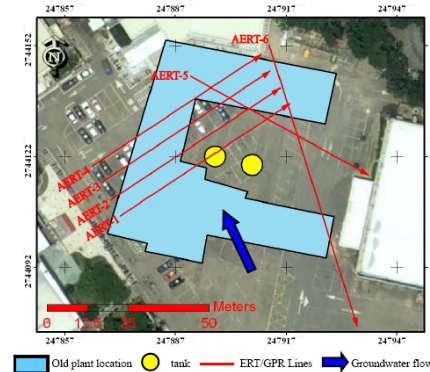 247857 247887 247917 247947
2744152
2744122
2744092
N
AERT-6
AERT-5
AERT-4
AERT-3
AERT-2
AERT-1
Meters
0 12.5 25 50
Old plant location tank ERT/GPR Lines Groundwater flow